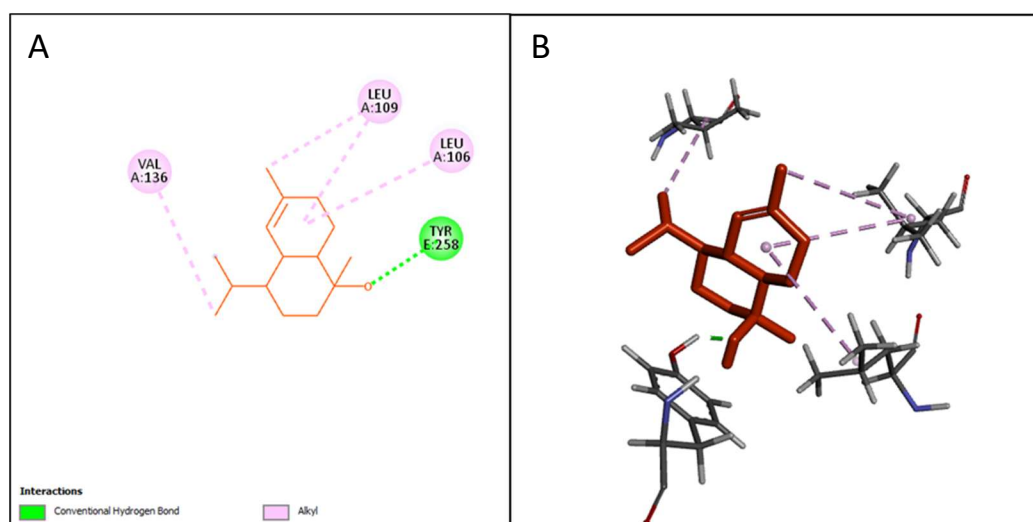 A
B
LEU
A:109
LEU
A:106
VAL
A:136
TYR
E:258
O
Interactions
Conventional Hydrogen Bond
Alkyl